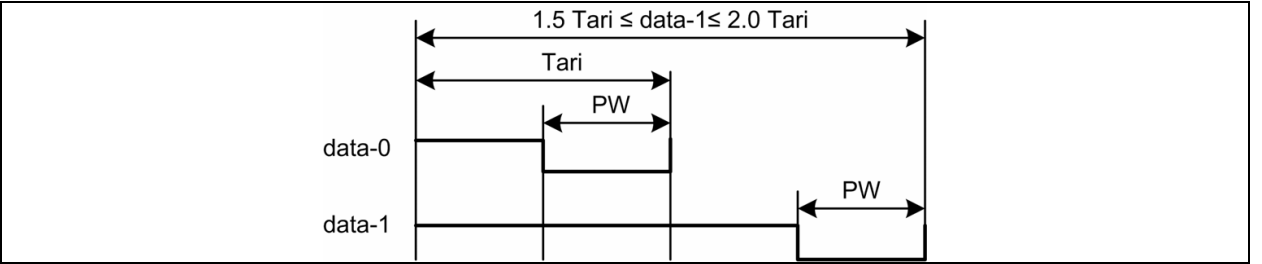 1.5 Tari ≤ data-1≤ 2.0 Tari
Tari
PW
data-0
PW
data-1